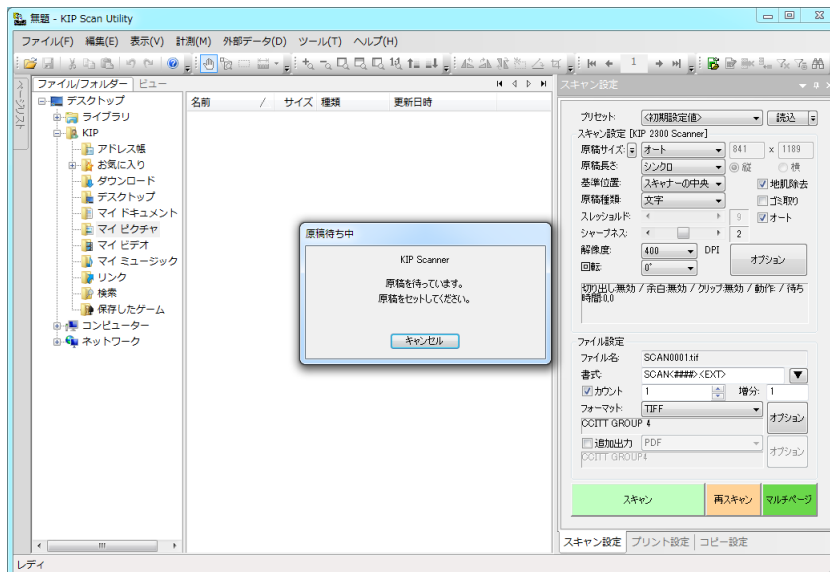 無題 - KIP Scan Utility
ファイル(F) 編集(E) 表示(V) 計測(M) 外部データ(D) ツール(T) ヘルプ(H)
1
ページリスト
ファイル/フォルダー ビュー
デスクトップ
ライブラリ
KIP
アドレス帳
お気に入り
ダウンロード
デスクトップ
マイ ドキュメント
マイ ピクチャ
マイ ビデオ
マイ ミュージック
リンク
検索
保存したゲーム
コンピューター
ネットワーク
名前 / サイズ 種類 更新日時
原稿待ち中
KIP Scanner
原稿を待っています。
原稿をセットしてください。
キャンセル
スキャン設定
プリセット: <初期設定値> 読込
スキャン設定 [KIP 2300 Scanner]
原稿サイズ: オート 841 x 1189
原稿長さ: シンクロ 縦 横
基準位置: スキャナーの中央 地肌除去
原稿種類: 文字 ゴミ取り
スレッショルド: 9 オート
シャープネス: 2
解像度: 400 DPI オプション
回転: 0°
切り出し:無効 / 余白:無効 / クリップ:無効 / 動作: / 待ち
時間:0.0
ファイル設定
ファイル名: SCAN0001.tif
書式: SCAN<####>.<EXT>
カウント 1 増分: 1
フォーマット: TIFF オプション
CCITT GROUP 4
追加出力 PDF オプション
CCITT GROUP4
スキャン 再スキャン マルチページ
スキャン設定 プリント設定 コピー設定
レディ